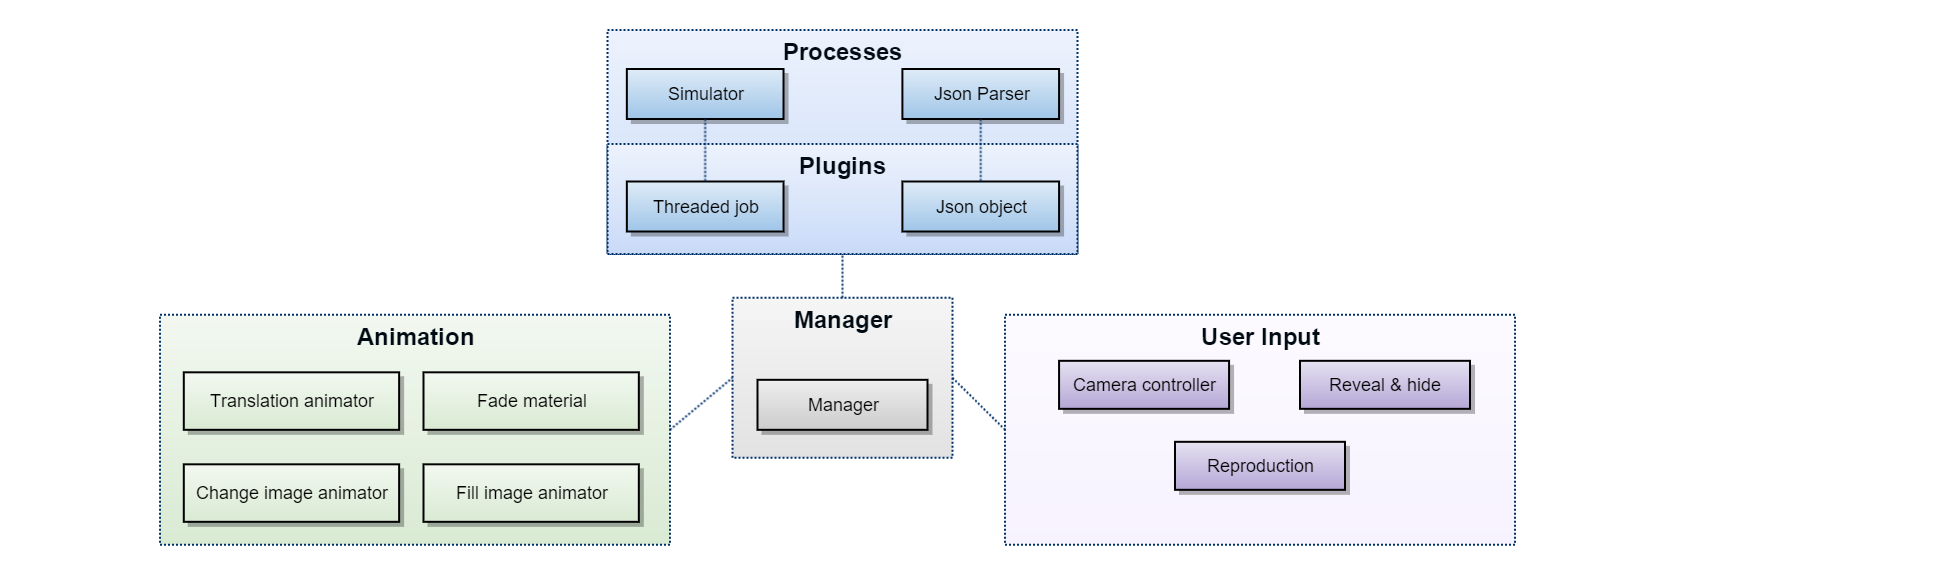 Processes
Simulator
Json Parser
Plugins
Threaded job
Json object
Animation
Translation animator
Fade material
Change image animator
Fill image animator
Manager
Manager
User Input
Camera controller
Reveal & hide
Reproduction